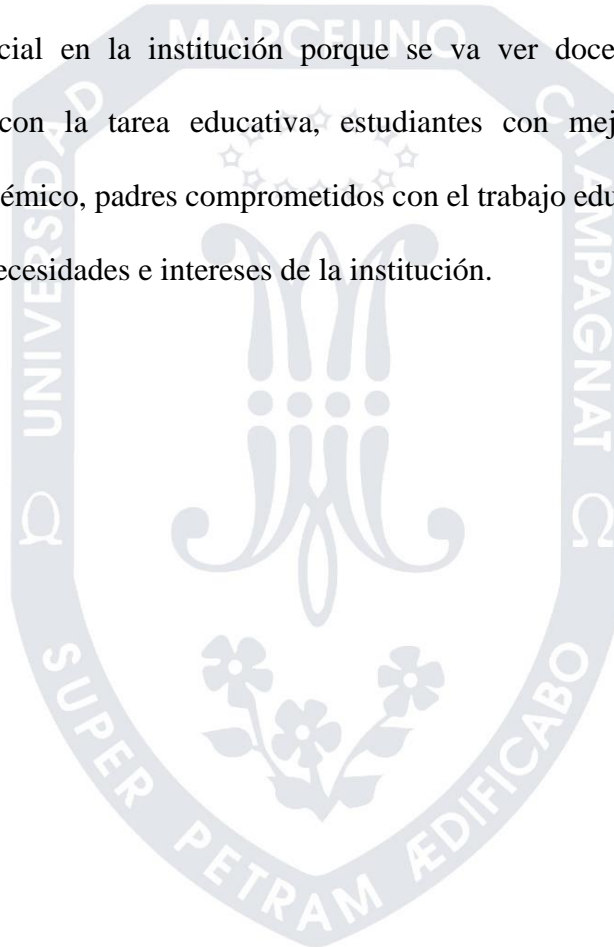 cial en la institución porque se va ver doce
con la tarea educativa, estudiantes con mej
émico, padres comprometidos con el trabajo edu
ecesidades e intereses de la institución.
UNIVERSIDAD MARCELINO CHAMPAGNAT
SUPER PETRAM ÆDIFICABO